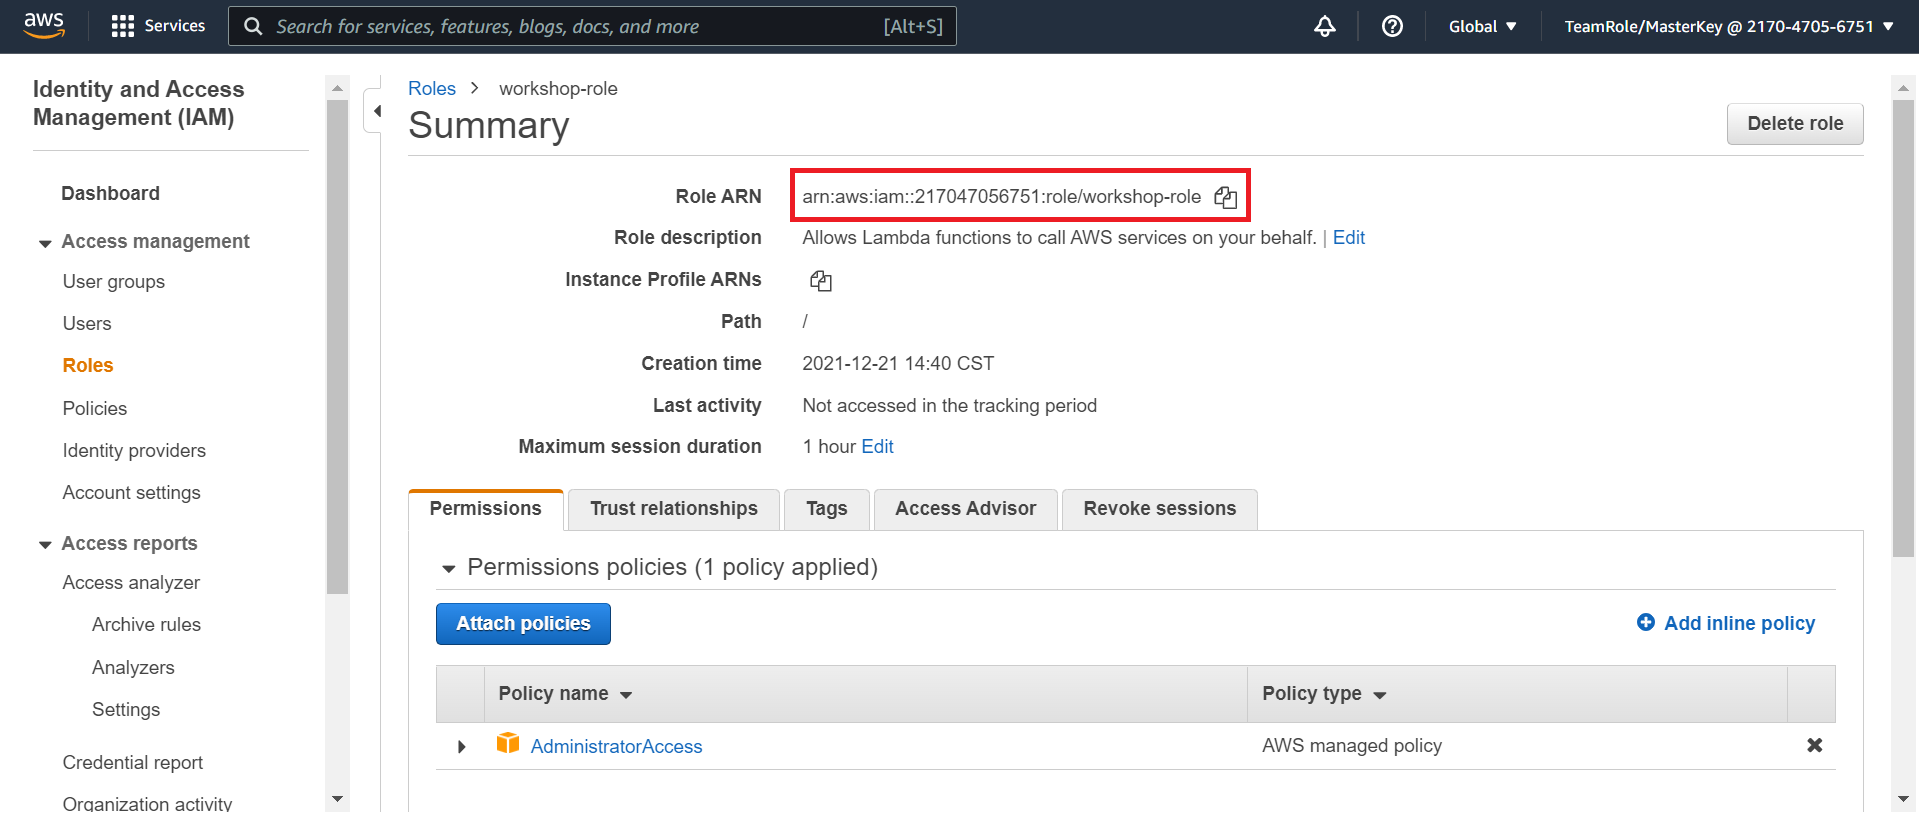 aws Services Search for services, features, blogs, docs, and more [Alt+S] Global TeamRole/MasterKey @ 2170-4705-6751
Identity and Access
Management (IAM)
Dashboard
Access management
User groups
Users
Roles
Policies
Identity providers
Account settings
Access reports
Access analyzer
Archive rules
Analyzers
Settings
Credential report
Organization activity
Roles > workshop-role
Summary
Delete role
Role ARN arn:aws:iam::217047056751:role/workshop-role
Role description Allows Lambda functions to call AWS services on your behalf. | Edit
Instance Profile ARNs
Path /
Creation time 2021-12-21 14:40 CST
Last activity Not accessed in the tracking period
Maximum session duration 1 hour Edit
Permissions Trust relationships Tags Access Advisor Revoke sessions
Permissions policies (1 policy applied)
Attach policies Add inline policy
Policy name Policy type
AdministratorAccess AWS managed policy